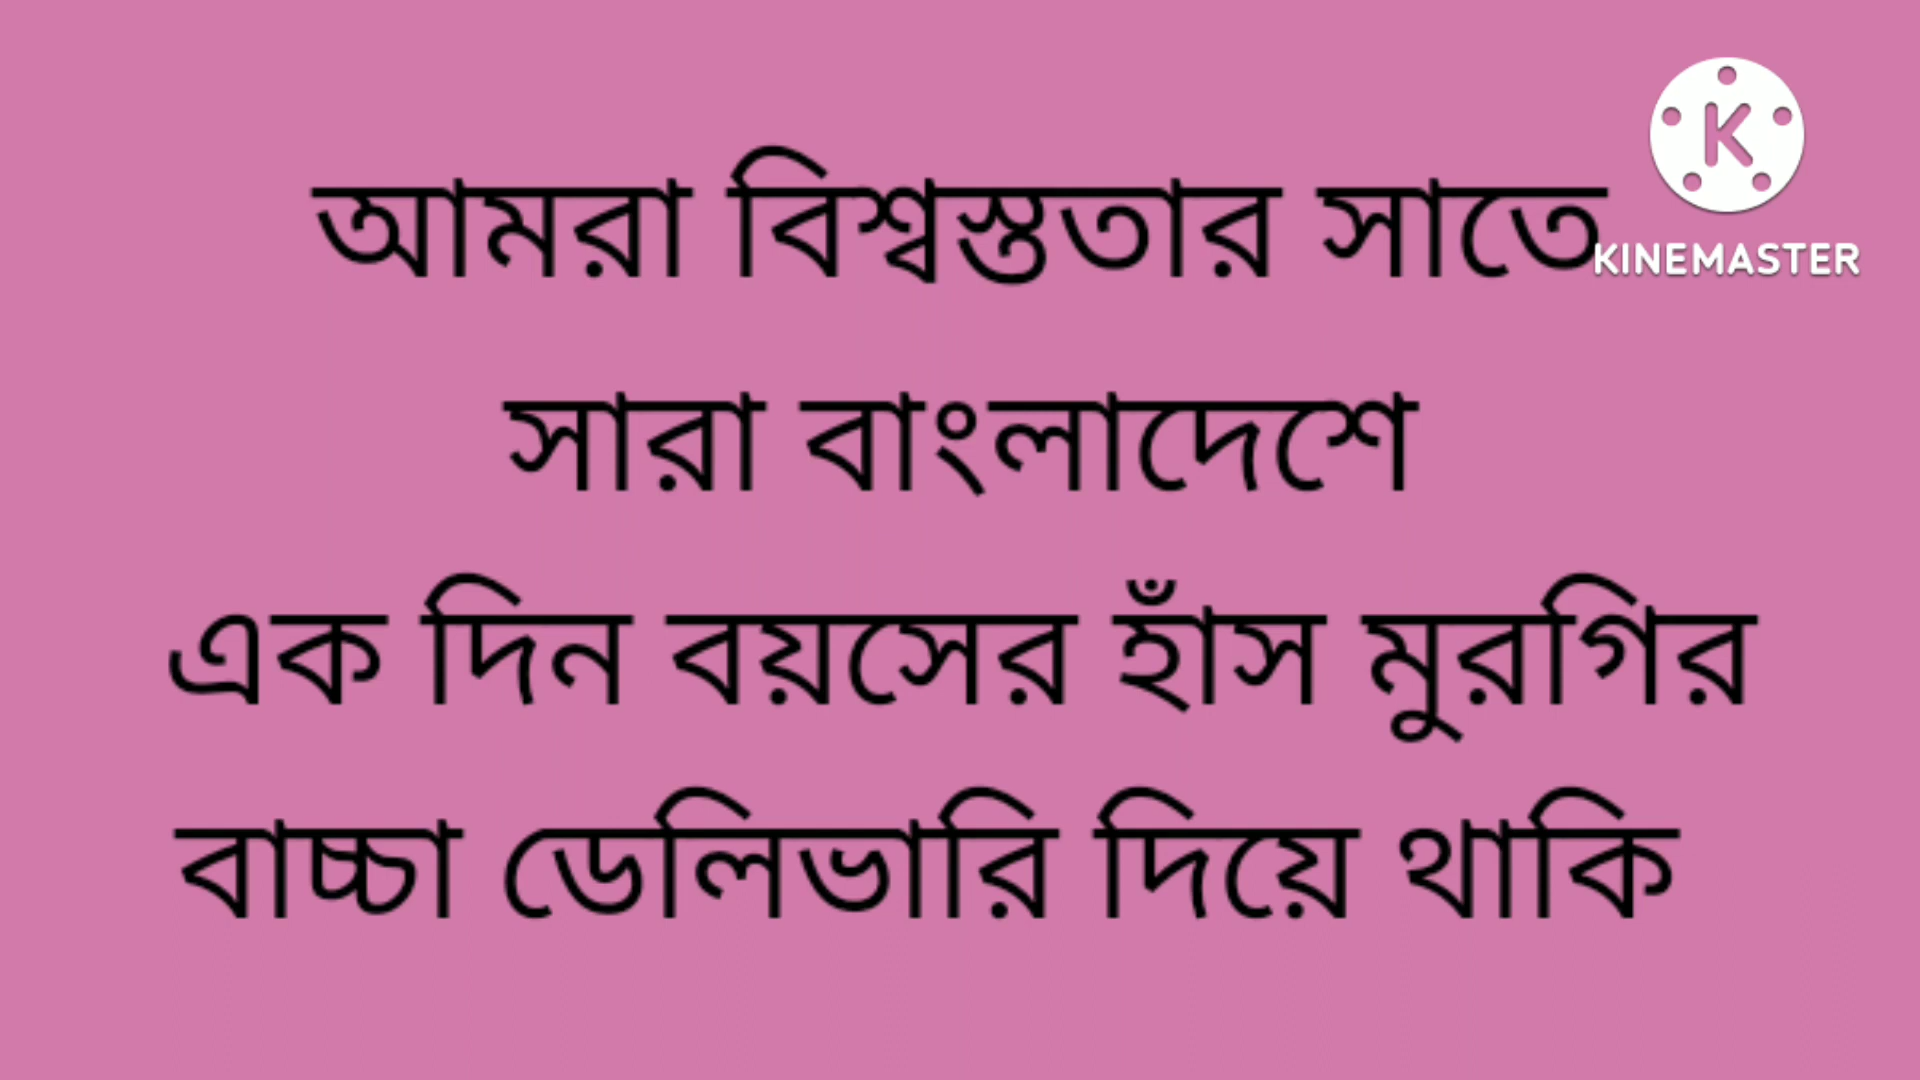 আমরা বিশ্বস্ততার সাতে
KINEMASTER
সারা বাংলাদেশে
এক দিন বয়সের হাঁস মুরগির
বাচ্চা ডেলিভারি দিয়ে থাকি